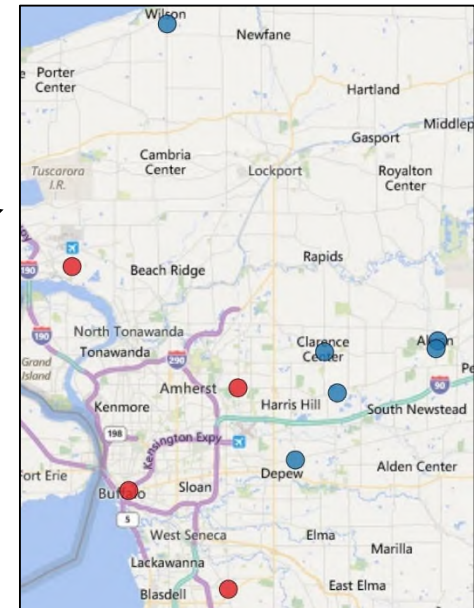 Wilson
Newfane
Porter
Center
Hartland
Middlep
Gasport
Cambria
Center
Lockport
Royalton
Center
Tuscarora
I.R.
190
Beach Ridge
Rapids
190
North Tonawanda
Tonawanda
290
Clarence
Center
Grand
Island
90
Amherst
Kenmore
Harris Hill
South Newstead
198
Kensington Expy
Fort Erie
Depew
Alden Center
Sloan
5
West Seneca
Elma
Marilla
Lackawanna
Blasdell
East Elma